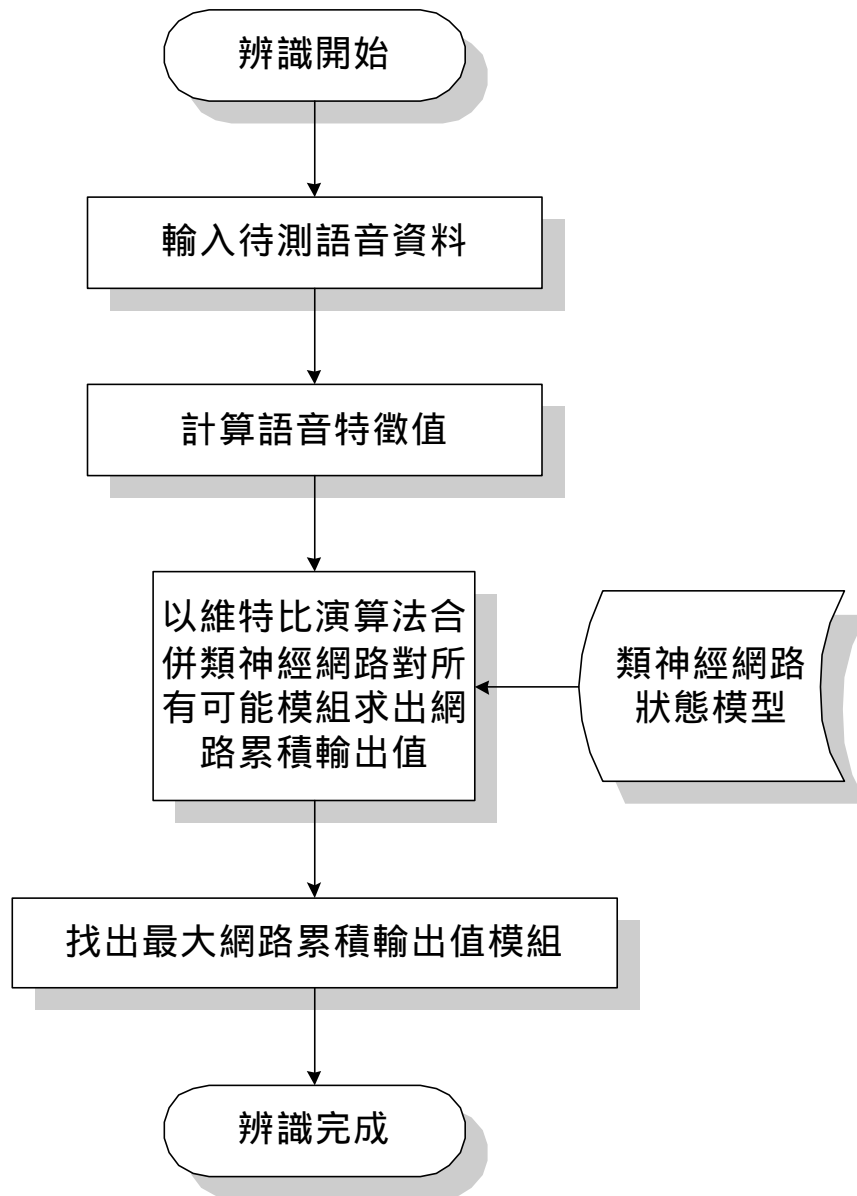 辨識開始
輸入待測語音資料
計算語音特徵值
以維特比演算法合
併類神經網路對所
有可能模組求出網
路累積輸出值
類神經網路
狀態模型
找出最大網路累積輸出值模組
辨識完成